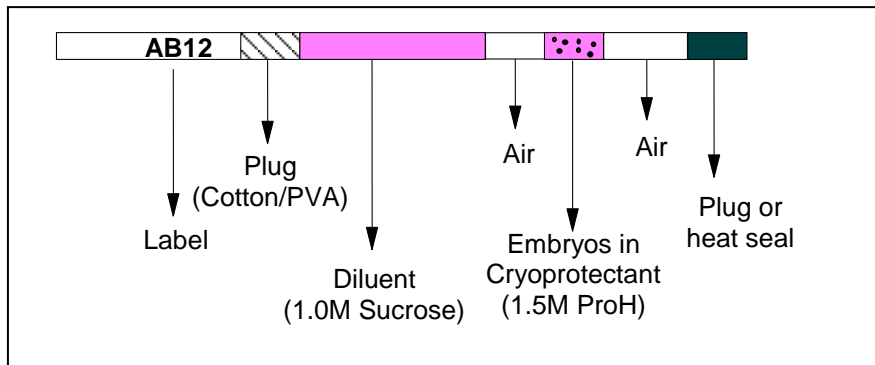 AB12
Plug
(Cotton/PVA)
Label
Diluent
(1.0M Sucrose)
Air
Embryos in
Cryoprotectant
(1.5M ProH)
Air
Plug or
heat seal